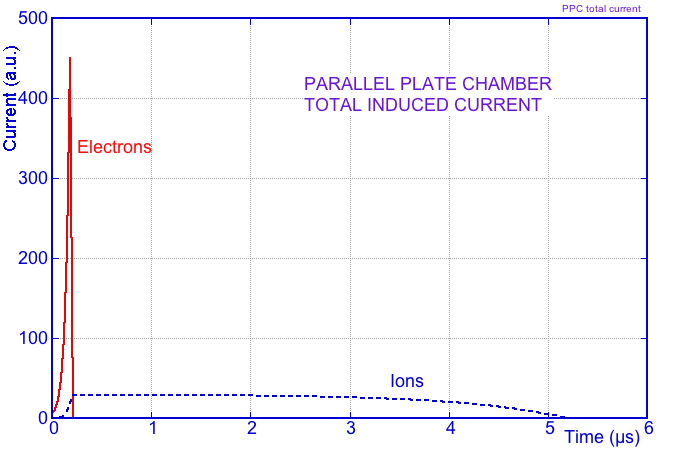 PPC total current
500
400
300
200
100
0
Current (a.u.)
PARALLEL PLATE CHAMBER
TOTAL INDUCED CURRENT
Electrons
Ions
0 1 2 3 4 5 6
Time (µs)